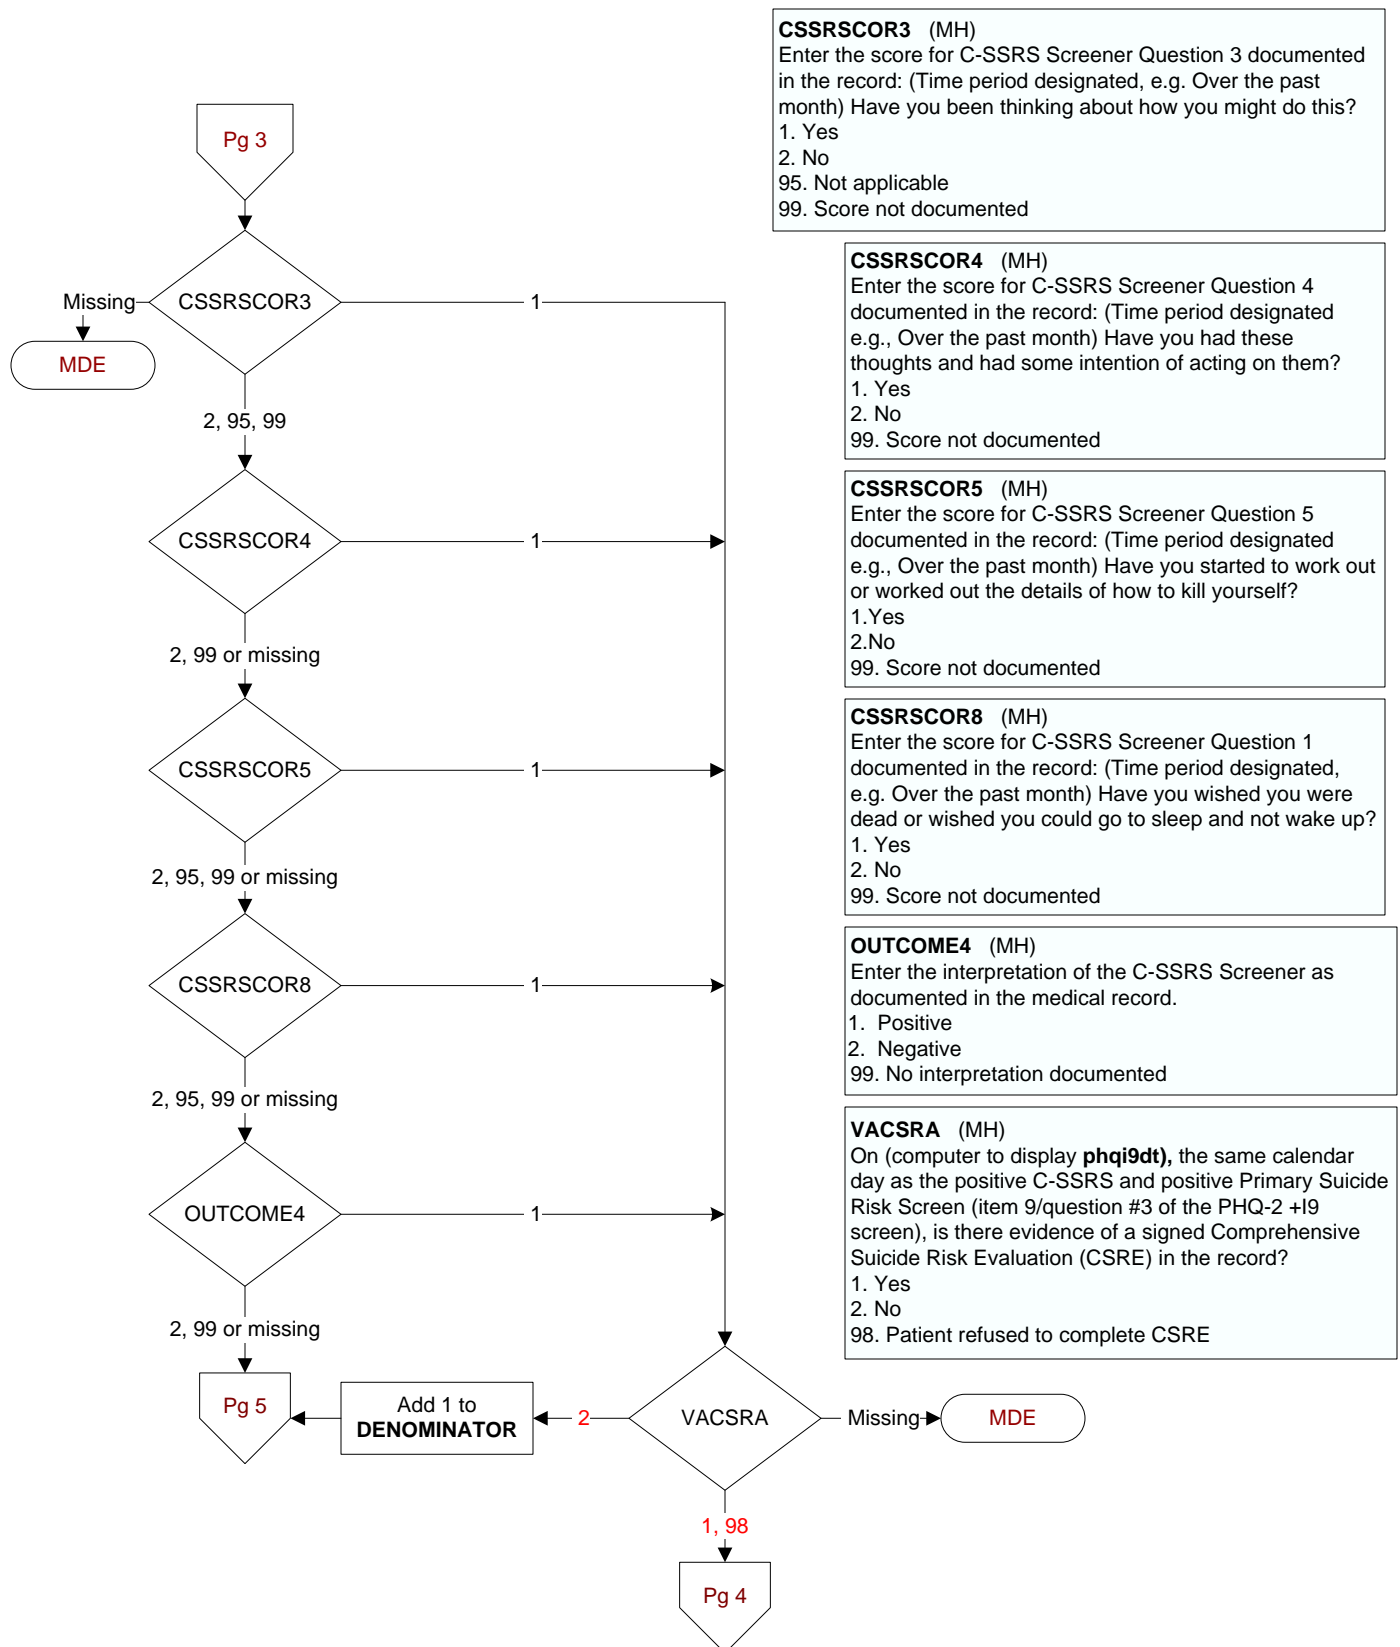 CSSRSCOR3 (MH)
Enter the score for C-SSRS Screener Question 3 documented
in the record: (Time period designated, e.g. Over the past
month) Have you been thinking about how you might do this?
1. Yes
2. No
95. Not applicable
99. Score not documented
Pg 3
CSSRSCOR3
Missing
1
MDE
2, 95, 99
CSSRSCOR4 (MH)
Enter the score for C-SSRS Screener Question 4
documented in the record: (Time period designated
e.g., Over the past month) Have you had these
thoughts and had some intention of acting on them?
1. Yes
2. No
99. Score not documented
CSSRSCOR4
1
2, 99 or missing
CSSRSCOR5 (MH)
Enter the score for C-SSRS Screener Question 5
documented in the record: (Time period designated
e.g., Over the past month) Have you started to work out
or worked out the details of how to kill yourself?
1.Yes
2.No
99. Score not documented
CSSRSCOR5
1
2, 95, 99 or missing
CSSRSCOR8 (MH)
Enter the score for C-SSRS Screener Question 1
documented in the record: (Time period designated,
e.g. Over the past month) Have you wished you were
dead or wished you could go to sleep and not wake up?
1. Yes
2. No
99. Score not documented
CSSRSCOR8
1
2, 95, 99 or missing
OUTCOME4 (MH)
Enter the interpretation of the C-SSRS Screener as
documented in the medical record.
1. Positive
2. Negative
99. No interpretation documented
OUTCOME4
1
2, 99 or missing
VACSRA (MH)
On (computer to display phqi9dt), the same calendar
day as the positive C-SSRS and positive Primary Suicide
Risk Screen (item 9/question #3 of the PHQ-2 +I9
screen), is there evidence of a signed Comprehensive
Suicide Risk Evaluation (CSRE) in the record?
1. Yes
2. No
98. Patient refused to complete CSRE
Pg 5
Add 1 to
DENOMINATOR
2
VACSRA
Missing
MDE
1, 98
Pg 4